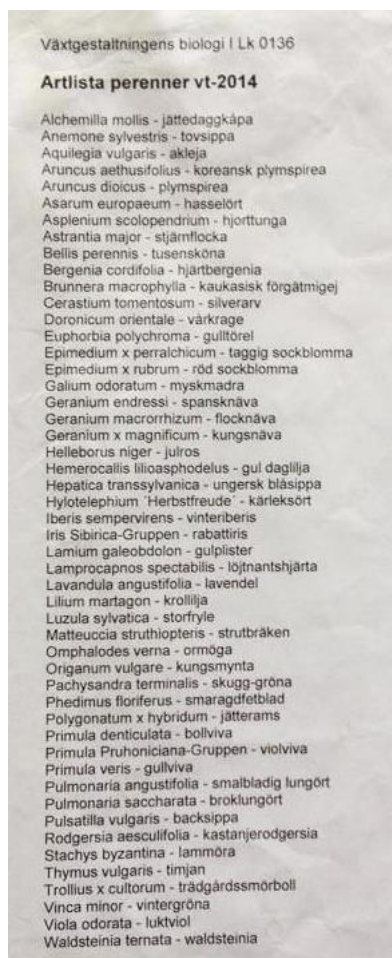 Växtgestaltningens biologi I Lk 0136
Artlista perenner vt-2014
Alchemilla mollis - jättedaggkåpa
Anemone sylvestris - tovsippa
Aquilegia vulgaris - akleja
Aruncus aethusifolius - koreansk plymspirea
Aruncus dioicus - plymspirea
Asarum europaeum - hasselört
Asplenium scolopendrium - hjorttunga
Astrantia major - stjärnflocka
Bellis perennis - tusensköna
Bergenia cordifolia - hjärtbergenia
Brunnera macrophylla - kaukasisk förgätmigej
Cerastium tomentosum - silverarv
Doronicum orientale - vårkrage
Euphorbia polychroma - gulltörel
Epimedium x perralchicum - taggig sockblomma
Epimedium x rubrum - röd sockblomma
Galium odoratum - myskmadra
Geranium endressi - spansknäva
Geranium macrorrhizum - flocknäva
Geranium x magnificum - kungsnäva
Helleborus niger - julros
Hemerocallis lilioasphodelus - gul daglilja
Hepatica transsylvanica - ungersk blåsippa
Hylotelephium ´Herbstfreude´ - kärleksört
Iberis sempervirens - vinteriberis
Iris Sibirica-Gruppen - rabattiris
Lamium galeobdolon - gulplister
Lamprocapnos spectabilis - löjtnantshjärta
Lavandula angustifolia - lavendel
Lilium martagon - krollilja
Luzula sylvatica - storfryle
Matteuccia struthiopteris - strutbräken
Omphalodes verna - ormöga
Origanum vulgare - kungsmynta
Pachysandra terminalis - skugg-gröna
Phedimus floriferus - smaragdfetblad
Polygonatum x hybridum - jätterams
Primula denticulata - bollviva
Primula Pruhoniciana-Gruppen - violviva
Primula veris - gullviva
Pulmonaria angustifolia - smalbladig lungört
Pulmonaria saccharata - broklungört
Pulsatilla vulgaris - backsippa
Rodgersia aesculifolia - kastanjerodgersia
Stachys byzantina - lammöra
Thymus vulgaris - timjan
Trollius x cultorum - trädgårdssmörboll
Vinca minor - vintergröna
Viola odorata - luktviol
Waldsteinia ternata - waldsteinia